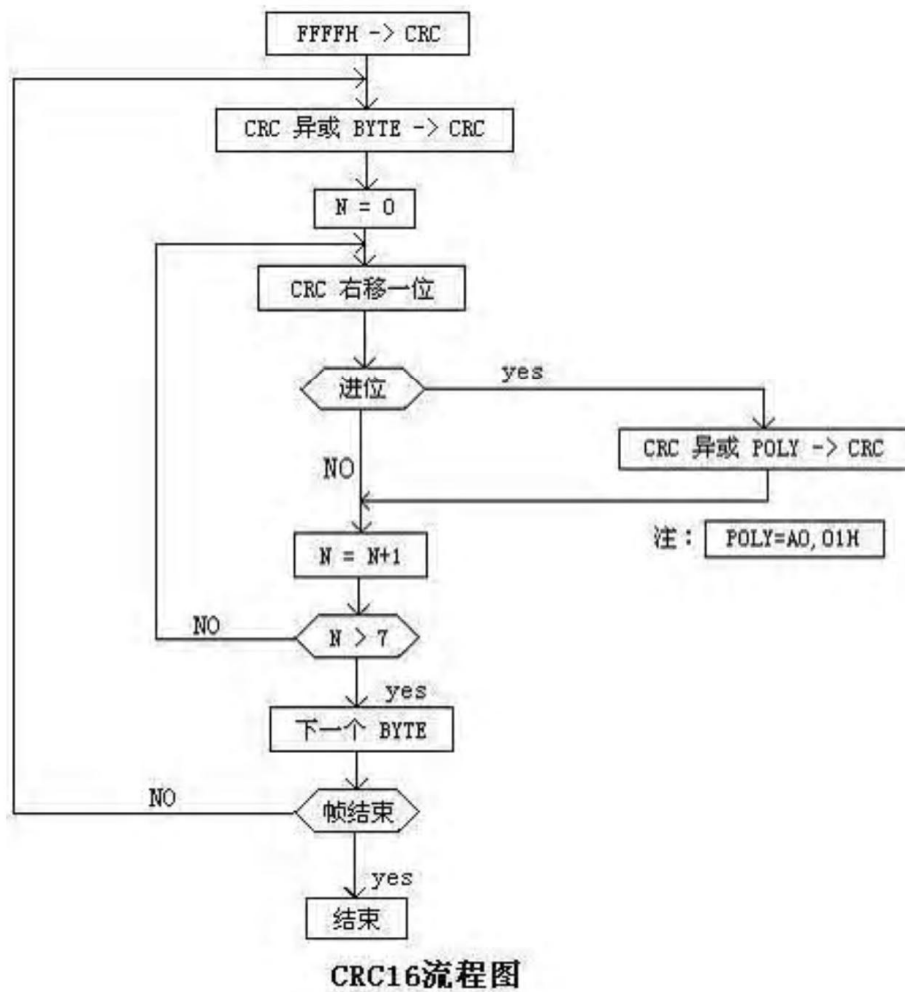 FFFFH -> CRC
CRC 异或 BYTE -> CRC
N = 0
CRC 右移一位
进位
yes
CRC 异或 POLY -> CRC
NO
注：
POLY=A0,01H
N = N+1
NO
N > 7
yes
下一个 BYTE
NO
帧结束
yes
结束
CRC16流程图